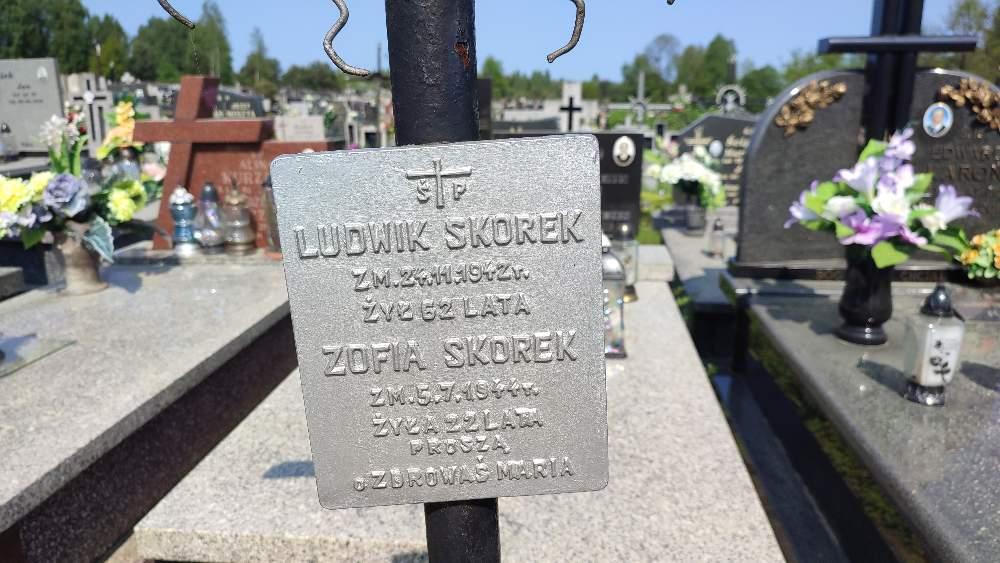 Ś P
LUDWIK SKOREK
ZM. 24.11.1942r.
ŻYŁ 62 LATA
ZOFIA SKOREK
ZM. 5.7.1944r.
ŻYŁA 22 LATA
PROSZĄ
o ZDROWAŚ MARIA